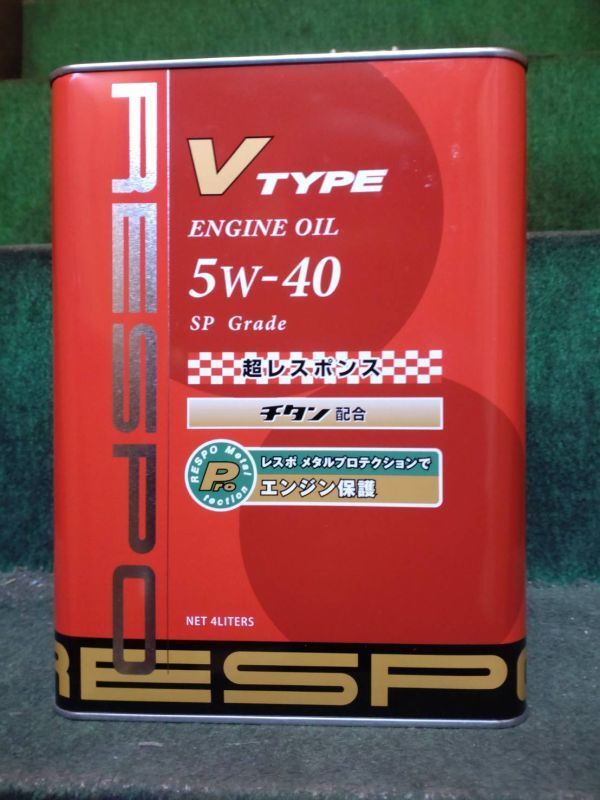 RESPO
V TYPE
ENGINE OIL
5W-40
SP Grade
超レスポンス
チタン配合
RESPO Metal
Pro
tection
レスポ メタルプロテクションで
エンジン保護
NET 4LITERS
RESPO